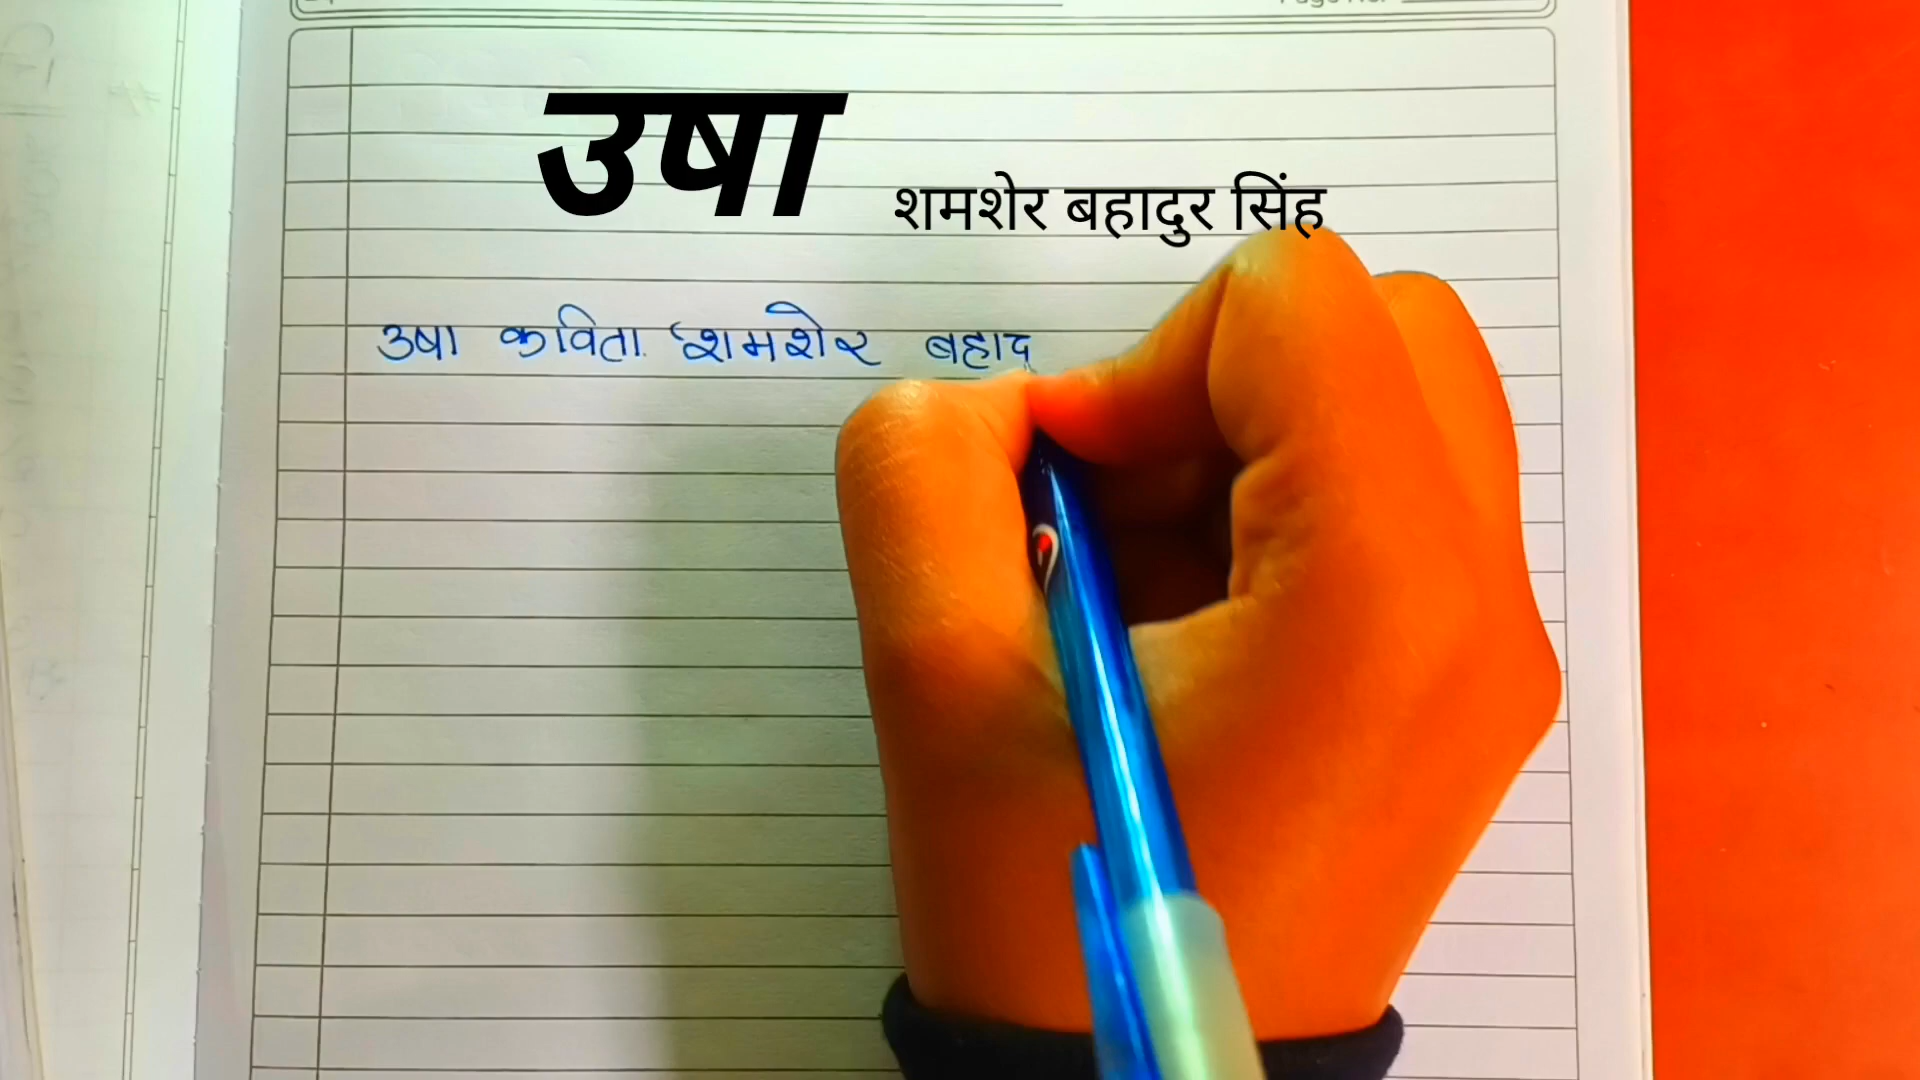 उषा
शमशेर बहादुर सिंह
उषा कविता शमशेर बहादु